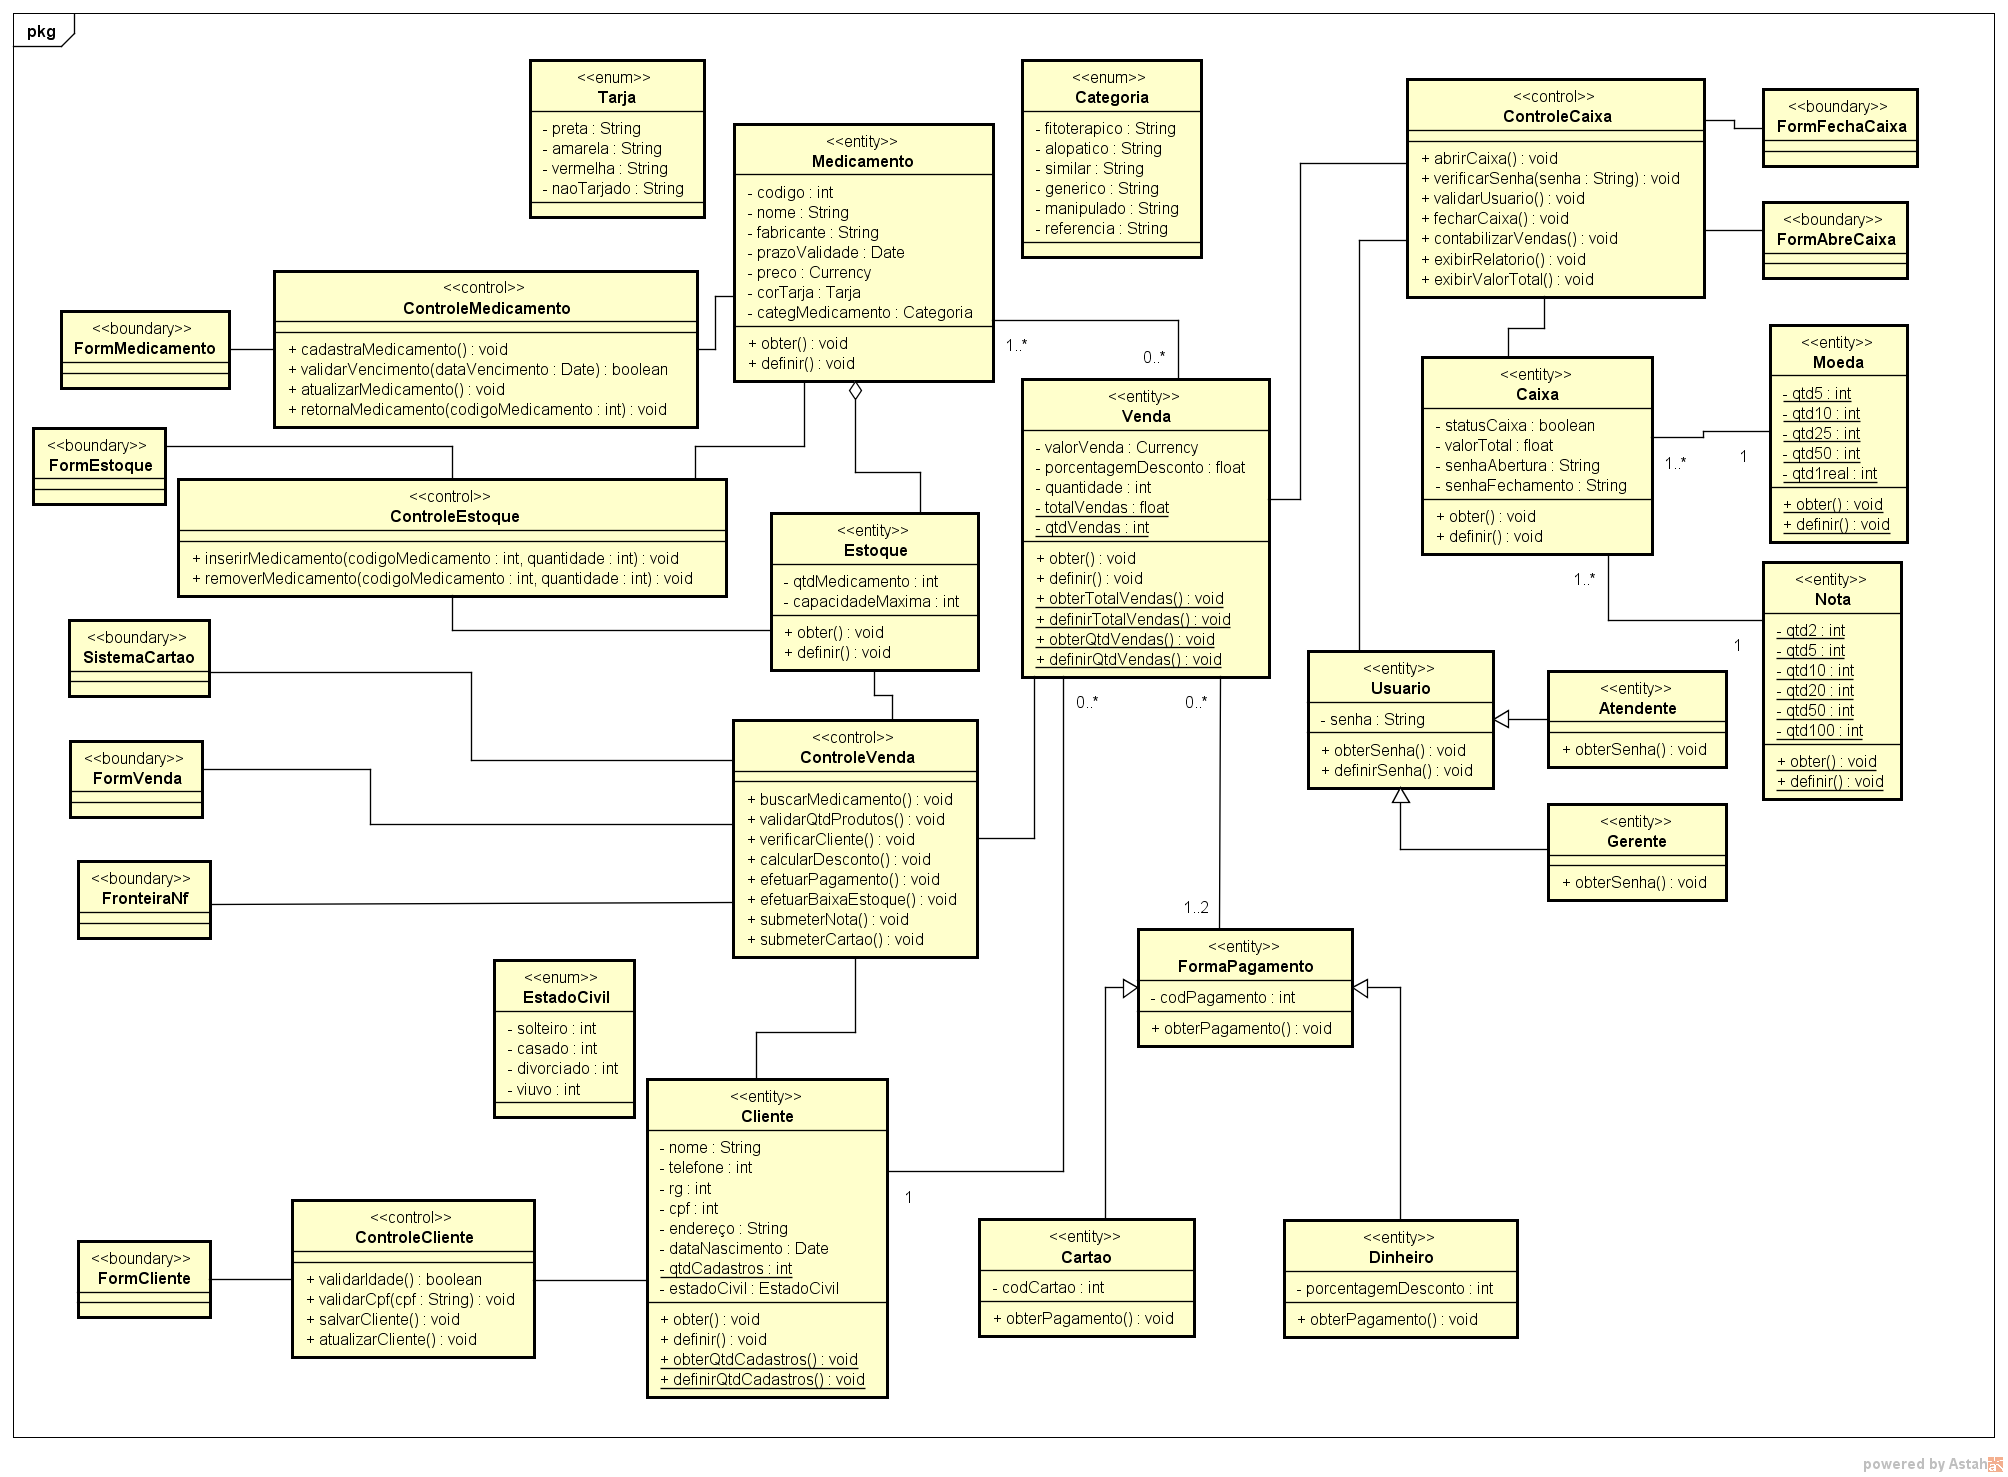 pkg
<<enum>>
Tarja
- preta : String
- amarela : String
- vermelha : String
- naoTarjado : String
<<entity>>
Medicamento
- codigo : int
- nome : String
- fabricante : String
- prazoValidade : Date
- preco : Currency
- corTarja : Tarja
- categMedicamento : Categoria
+ obter() : void
+ definir() : void
<<enum>>
Categoria
- fitoterapico : String
- alopatico : String
- similar : String
- generico : String
- manipulado : String
- referencia : String
<<control>>
ControleCaixa
+ abrirCaixa() : void
+ verificarSenha(senha : String) : void
+ validarUsuario() : void
+ fecharCaixa() : void
+ contabilizarVendas() : void
+ exibirRelatorio() : void
+ exibirValorTotal() : void
<<boundary>>
FormFechaCaixa
<<boundary>>
FormAbreCaixa
<<control>>
ControleMedicamento
+ cadastraMedicamento() : void
+ validarVencimento(dataVencimento : Date) : boolean
+ atualizarMedicamento() : void
+ retornaMedicamento(codigoMedicamento : int) : void
<<boundary>>
FormMedicamento
1..*
0..*
<<boundary>>
FormEstoque
<<control>>
ControleEstoque
+ inserirMedicamento(codigoMedicamento : int, quantidade : int) : void
+ removerMedicamento(codigoMedicamento : int, quantidade : int) : void
<<entity>>
Estoque
- qtdMedicamento : int
- capacidadeMaxima : int
+ obter() : void
+ definir() : void
<<entity>>
Venda
- valorVenda : Currency
- porcentagemDesconto : float
- quantidade : int
- totalVendas : float
- qtdVendas : int
+ obter() : void
+ definir() : void
+ obterTotalVendas() : void
+ definirTotalVendas() : void
+ obterQtdVendas() : void
+ definirQtdVendas() : void
<<entity>>
Caixa
- statusCaixa : boolean
- valorTotal : float
- senhaAbertura : String
- senhaFechamento : String
+ obter() : void
+ definir() : void
1..*
1
<<entity>>
Moeda
- qtd5 : int
- qtd10 : int
- qtd25 : int
- qtd50 : int
- qtd1real : int
+ obter() : void
+ definir() : void
1..*
1
<<entity>>
Nota
- qtd2 : int
- qtd5 : int
- qtd10 : int
- qtd20 : int
- qtd50 : int
- qtd100 : int
+ obter() : void
+ definir() : void
<<boundary>>
SistemaCartao
<<boundary>>
FormVenda
<<boundary>>
FronteiraNf
<<control>>
ControleVenda
+ buscarMedicamento() : void
+ validarQtdProdutos() : void
+ verificarCliente() : void
+ calcularDesconto() : void
+ efetuarPagamento() : void
+ efetuarBaixaEstoque() : void
+ submeterNota() : void
+ submeterCartao() : void
0..*
0..*
<<entity>>
Usuario
- senha : String
+ obterSenha() : void
+ definirSenha() : void
<<entity>>
Atendente
+ obterSenha() : void
<<entity>>
Gerente
+ obterSenha() : void
1..2
<<entity>>
FormaPagamento
- codPagamento : int
+ obterPagamento() : void
<<enum>>
EstadoCivil
- solteiro : int
- casado : int
- divorciado : int
- viuvo : int
<<entity>>
Cliente
- nome : String
- telefone : int
- rg : int
- cpf : int
- endereço : String
- dataNascimento : Date
- qtdCadastros : int
- estadoCivil : EstadoCivil
+ obter() : void
+ definir() : void
+ obterQtdCadastros() : void
+ definirQtdCadastros() : void
1
<<boundary>>
FormCliente
<<control>>
ControleCliente
+ validarIdade() : boolean
+ validarCpf(cpf : String) : void
+ salvarCliente() : void
+ atualizarCliente() : void
<<entity>>
Cartao
- codCartao : int
+ obterPagamento() : void
<<entity>>
Dinheiro
- porcentagemDesconto : int
+ obterPagamento() : void
powered by Astah